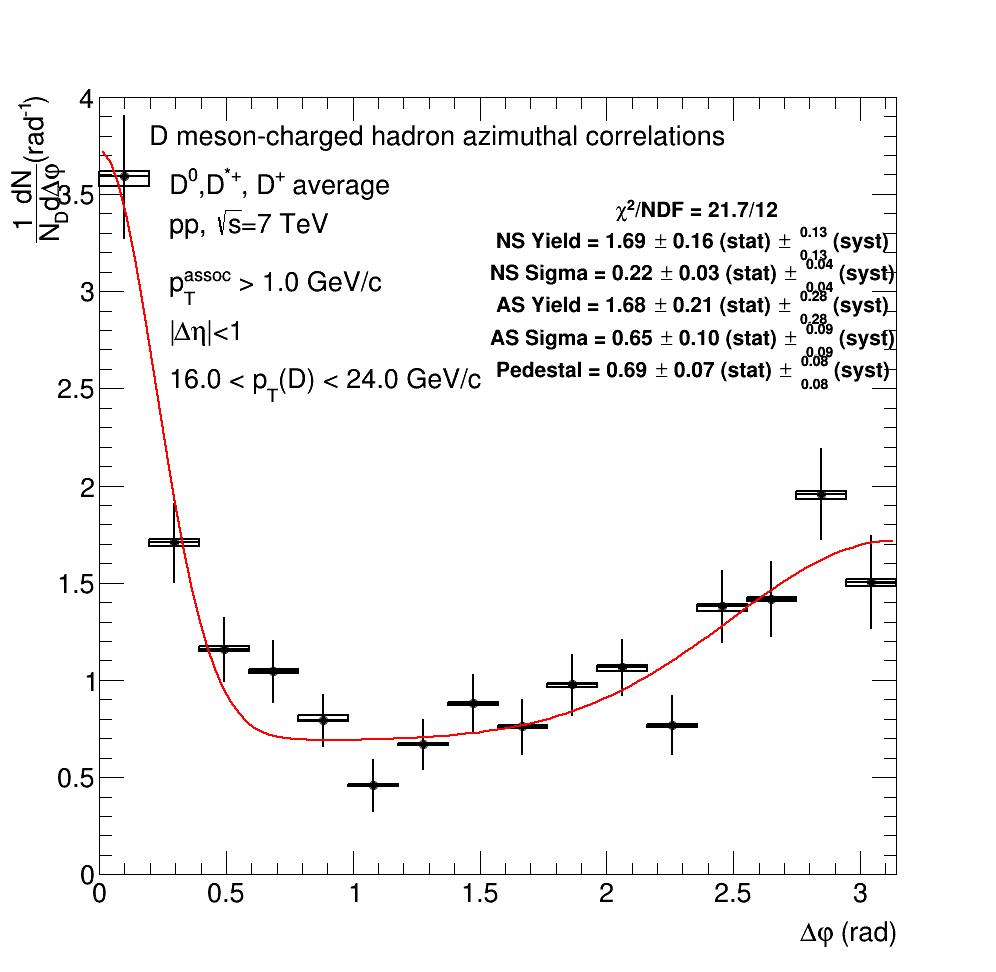 1 dN
N_D dΔφ (rad^-1)
D meson-charged hadron azimuthal correlations
D^0,D^*+, D^+ average
pp, √s=7 TeV
p_T^assoc > 1.0 GeV/c
|Δη|<1
16.0 < p_T(D) < 24.0 GeV/c
χ²/NDF = 21.7/12
NS Yield = 1.69 ± 0.16 (stat) ± 0.13 0.13 (syst)
NS Sigma = 0.22 ± 0.03 (stat) ± 0.04 0.04 (syst)
AS Yield = 1.68 ± 0.21 (stat) ± 0.28 0.28 (syst)
AS Sigma = 0.65 ± 0.10 (stat) ± 0.09 0.09 (syst)
Pedestal = 0.69 ± 0.07 (stat) ± 0.08 0.08 (syst)
4
3.5
3
2.5
2
1.5
1
0.5
0
0 0.5 1 1.5 2 2.5 3
Δφ (rad)